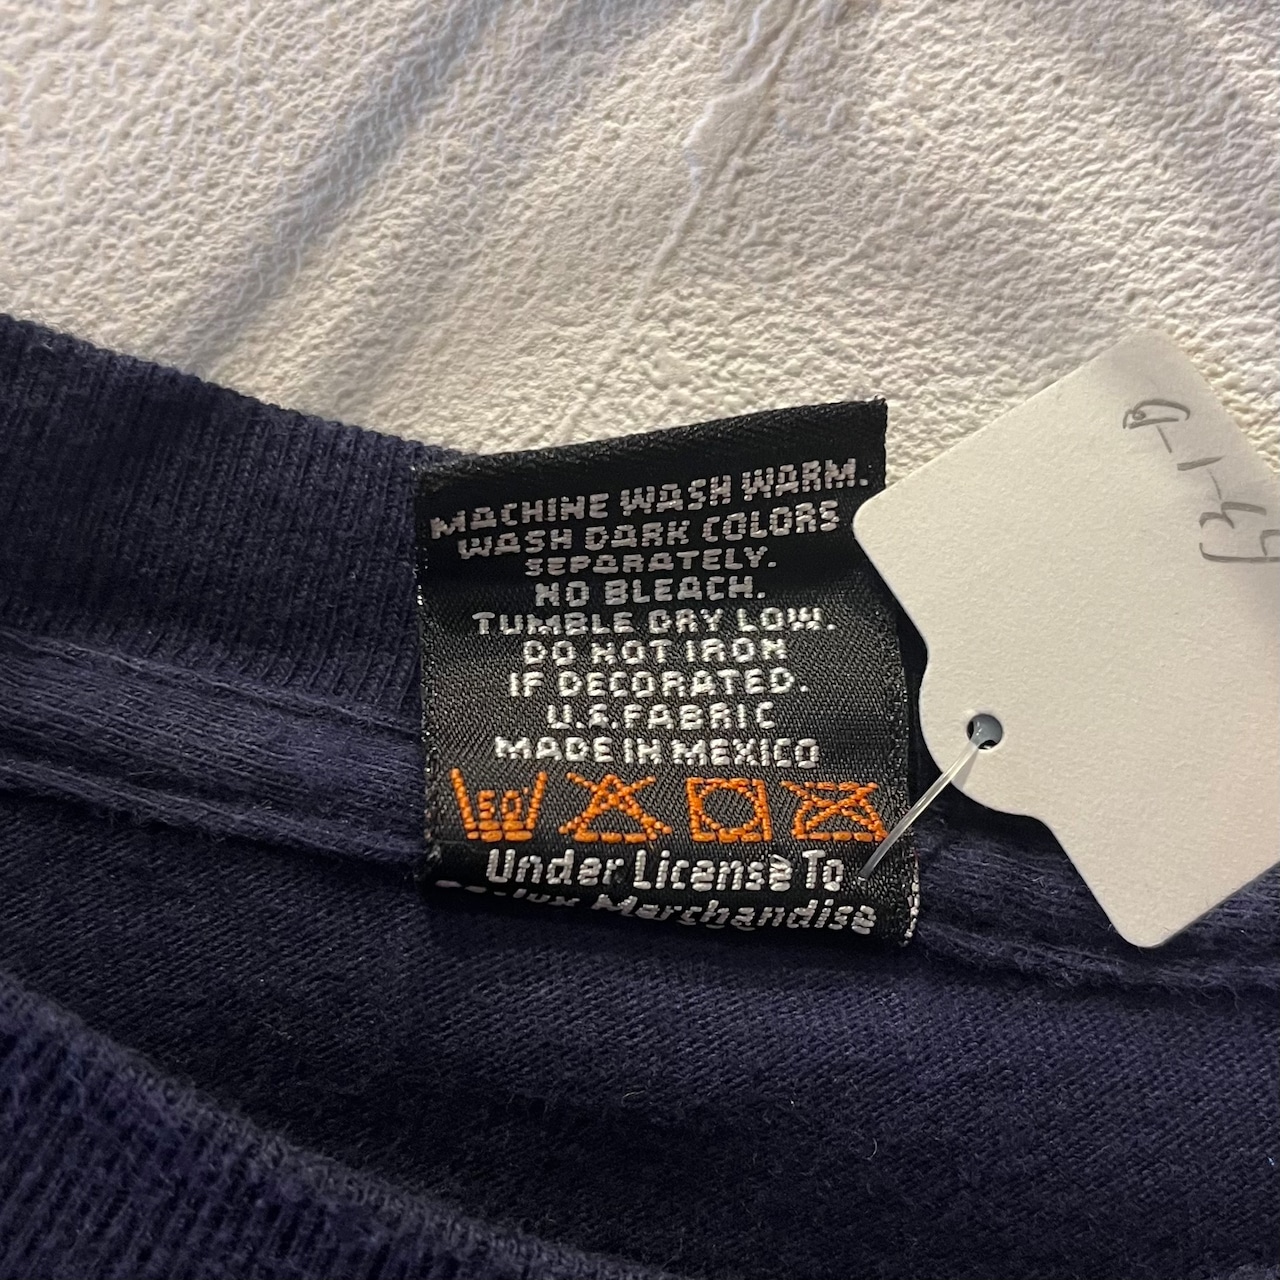 MACHINE WASH WARM.
WASH DARK COLORS
SEPARATELY.
NO BLEACH.
TUMBLE DRY LOW.
DO NOT IRON
IF DECORATED.
U.S. FABRIC
MADE IN MEXICO
Under License To
Merchandise